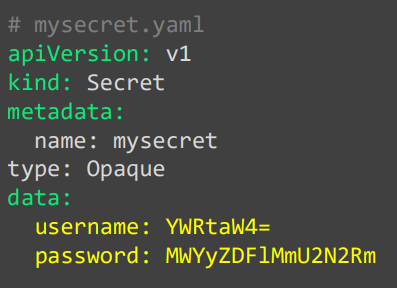 # mysecret.yaml
apiVersion: v1
kind: Secret
metadata:
  name: mysecret
type: Opaque
data:
  username: YWRtaW4=
  password: MWYyZDFlMmU2N2Rm